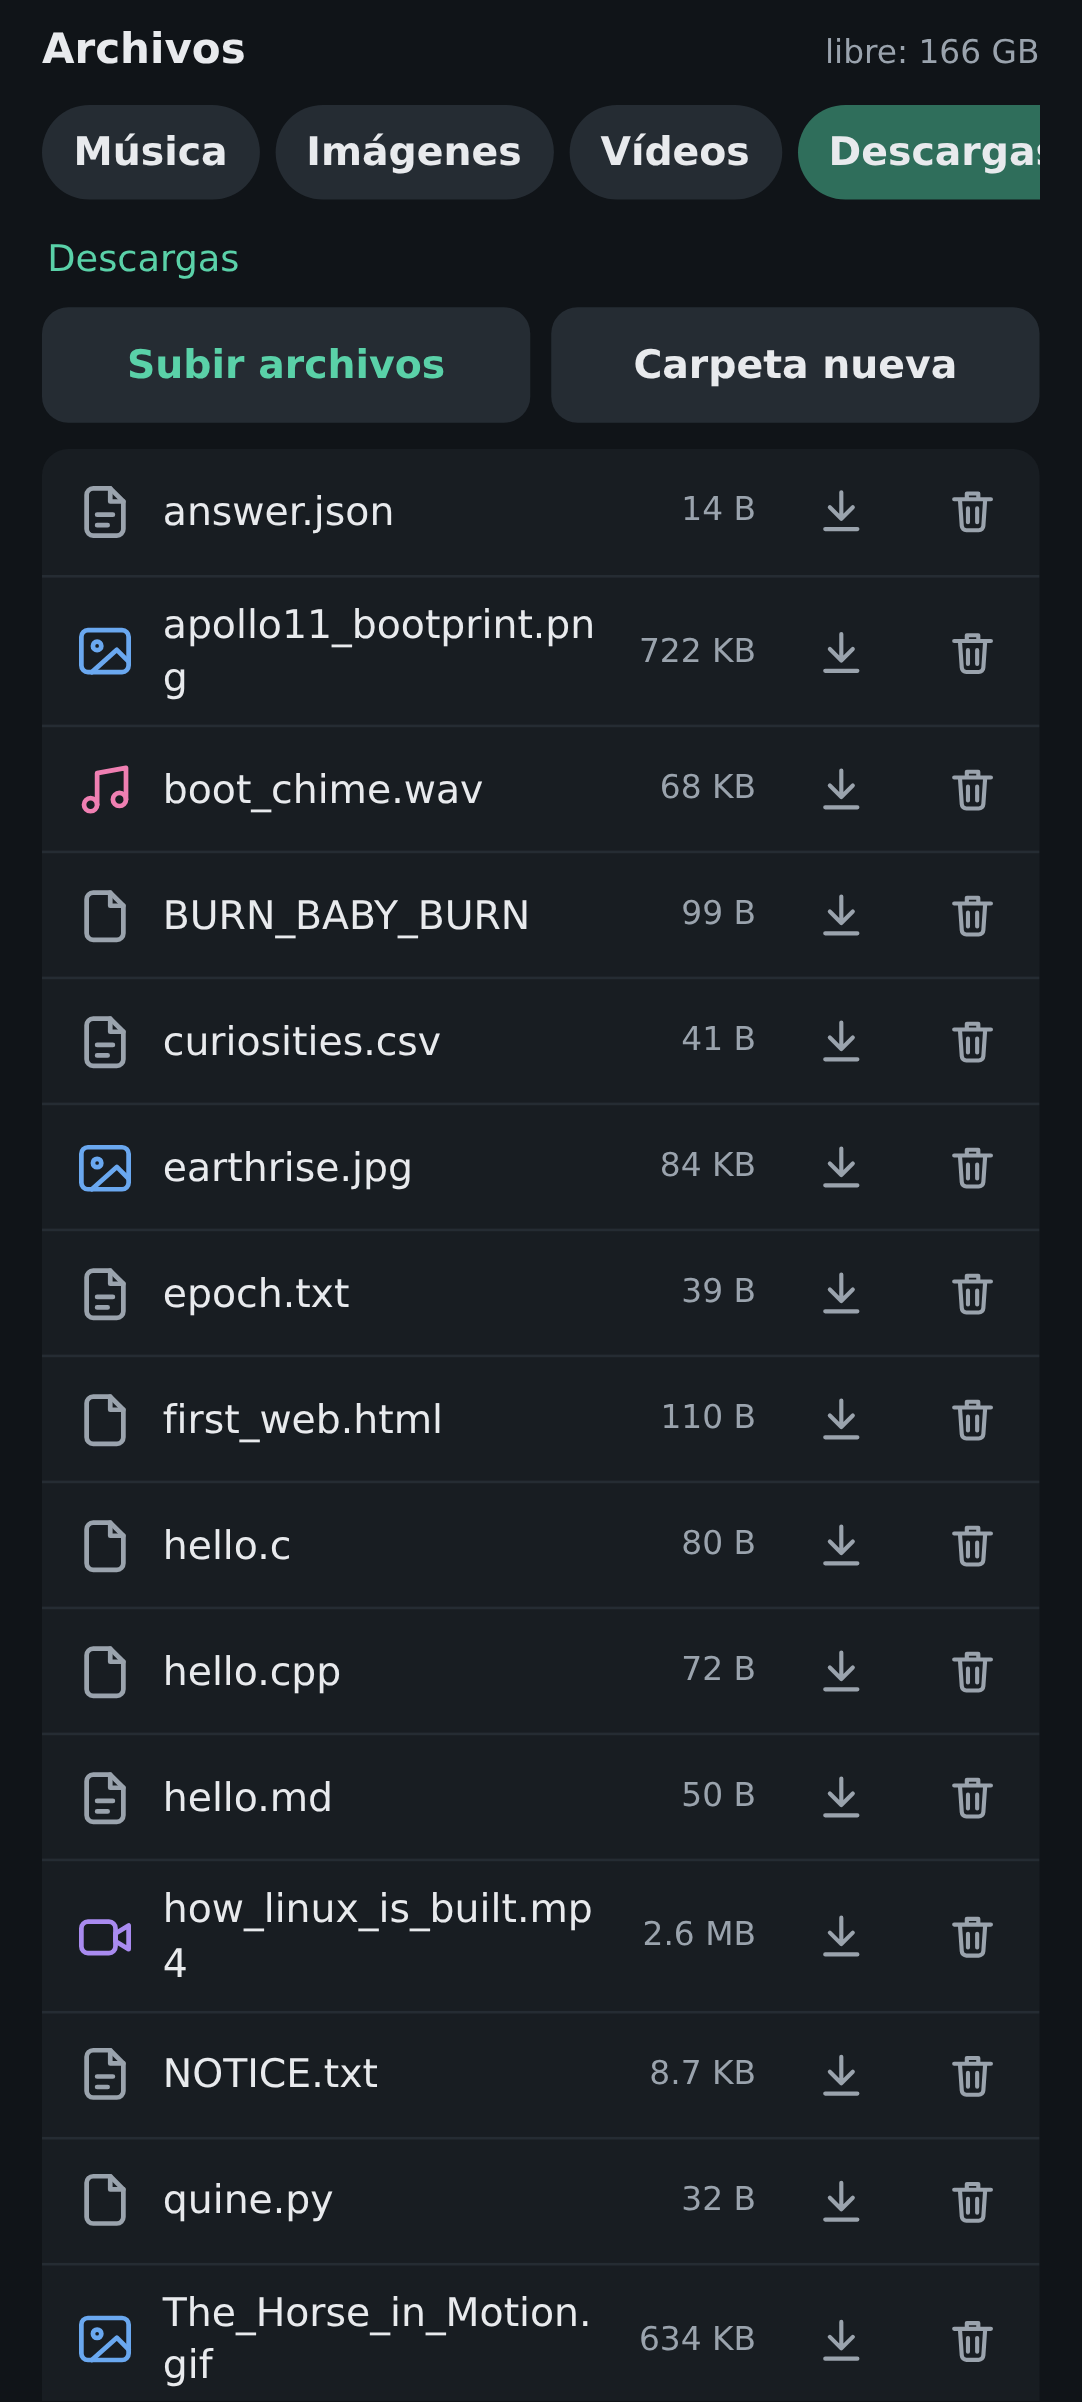 Archivos
libre: 166 GB
Música Imágenes Vídeos Descargas
Descargas
Subir archivos Carpeta nueva
answer.json 14 B
apollo11_bootprint.pn
g
722 KB
boot_chime.wav 68 KB
BURN_BABY_BURN 99 B
curiosities.csv 41 B
earthrise.jpg 84 KB
epoch.txt 39 B
first_web.html 110 B
hello.c 80 B
hello.cpp 72 B
hello.md 50 B
how_linux_is_built.mp
4
2.6 MB
NOTICE.txt 8.7 KB
quine.py 32 B
The_Horse_in_Motion.
gif
634 KB